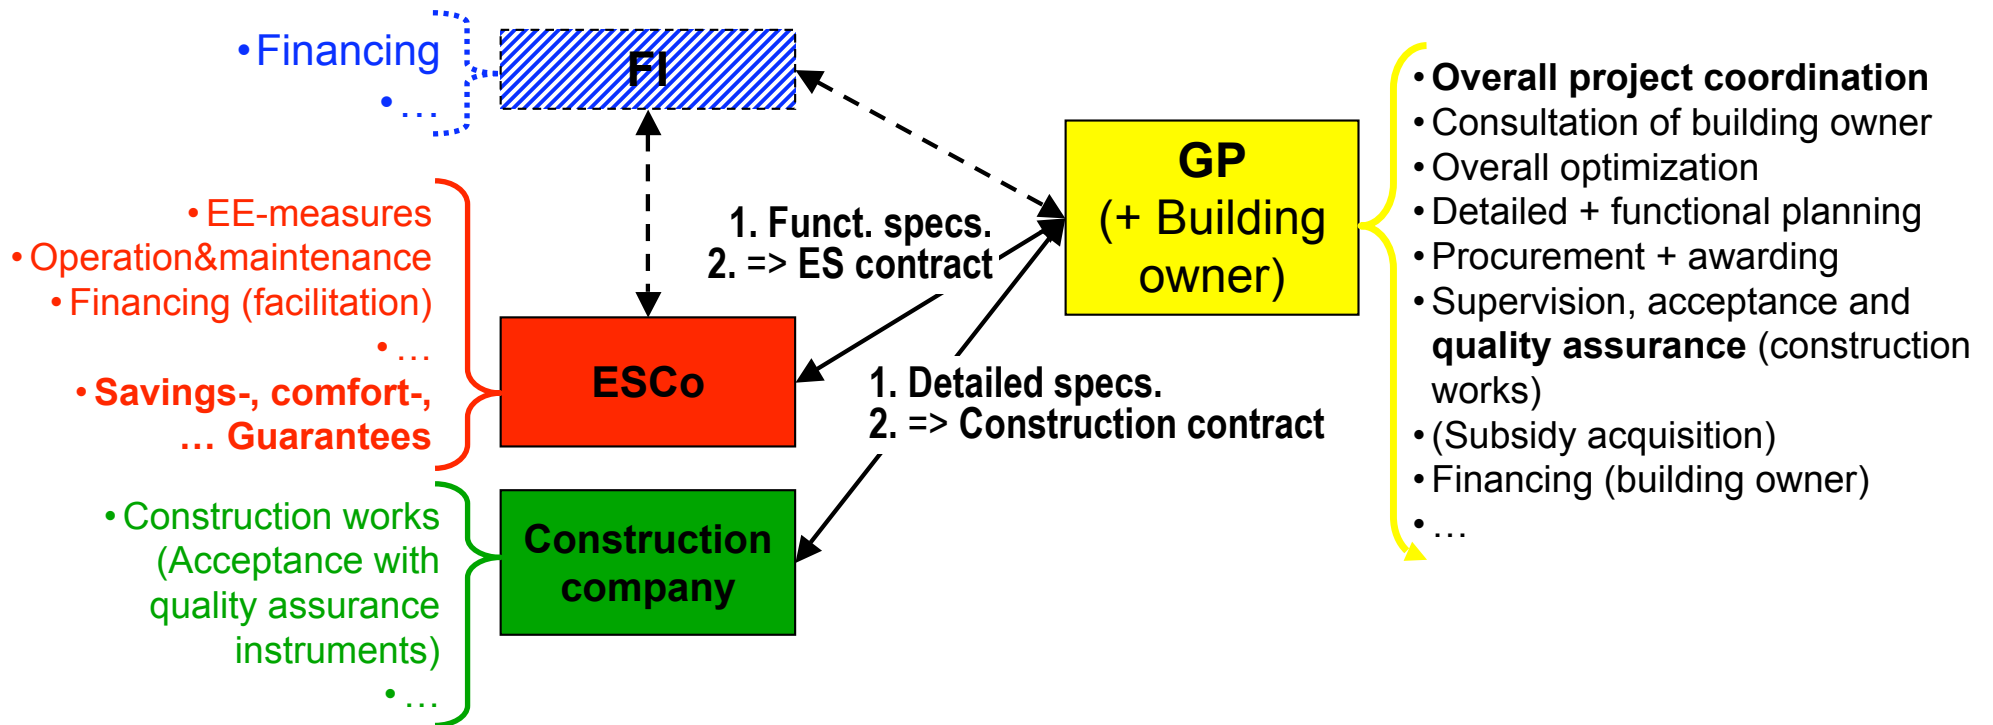 • Financing
• …
FI
• EE-measures
• Operation&maintenance
• Financing (facilitation)
• …
• Savings-, comfort-,
… Guarantees
ESCo
• Construction works
(Acceptance with
quality assurance
instruments)
• …
Construction
company
1. Funct. specs.
2. => ES contract
1. Detailed specs.
2. => Construction contract
GP
(+ Building
owner)
• Overall project coordination
• Consultation of building owner
• Overall optimization
• Detailed + functional planning
• Procurement + awarding
• Supervision, acceptance and
quality assurance (construction
works)
• (Subsidy acquisition)
• Financing (building owner)
• …